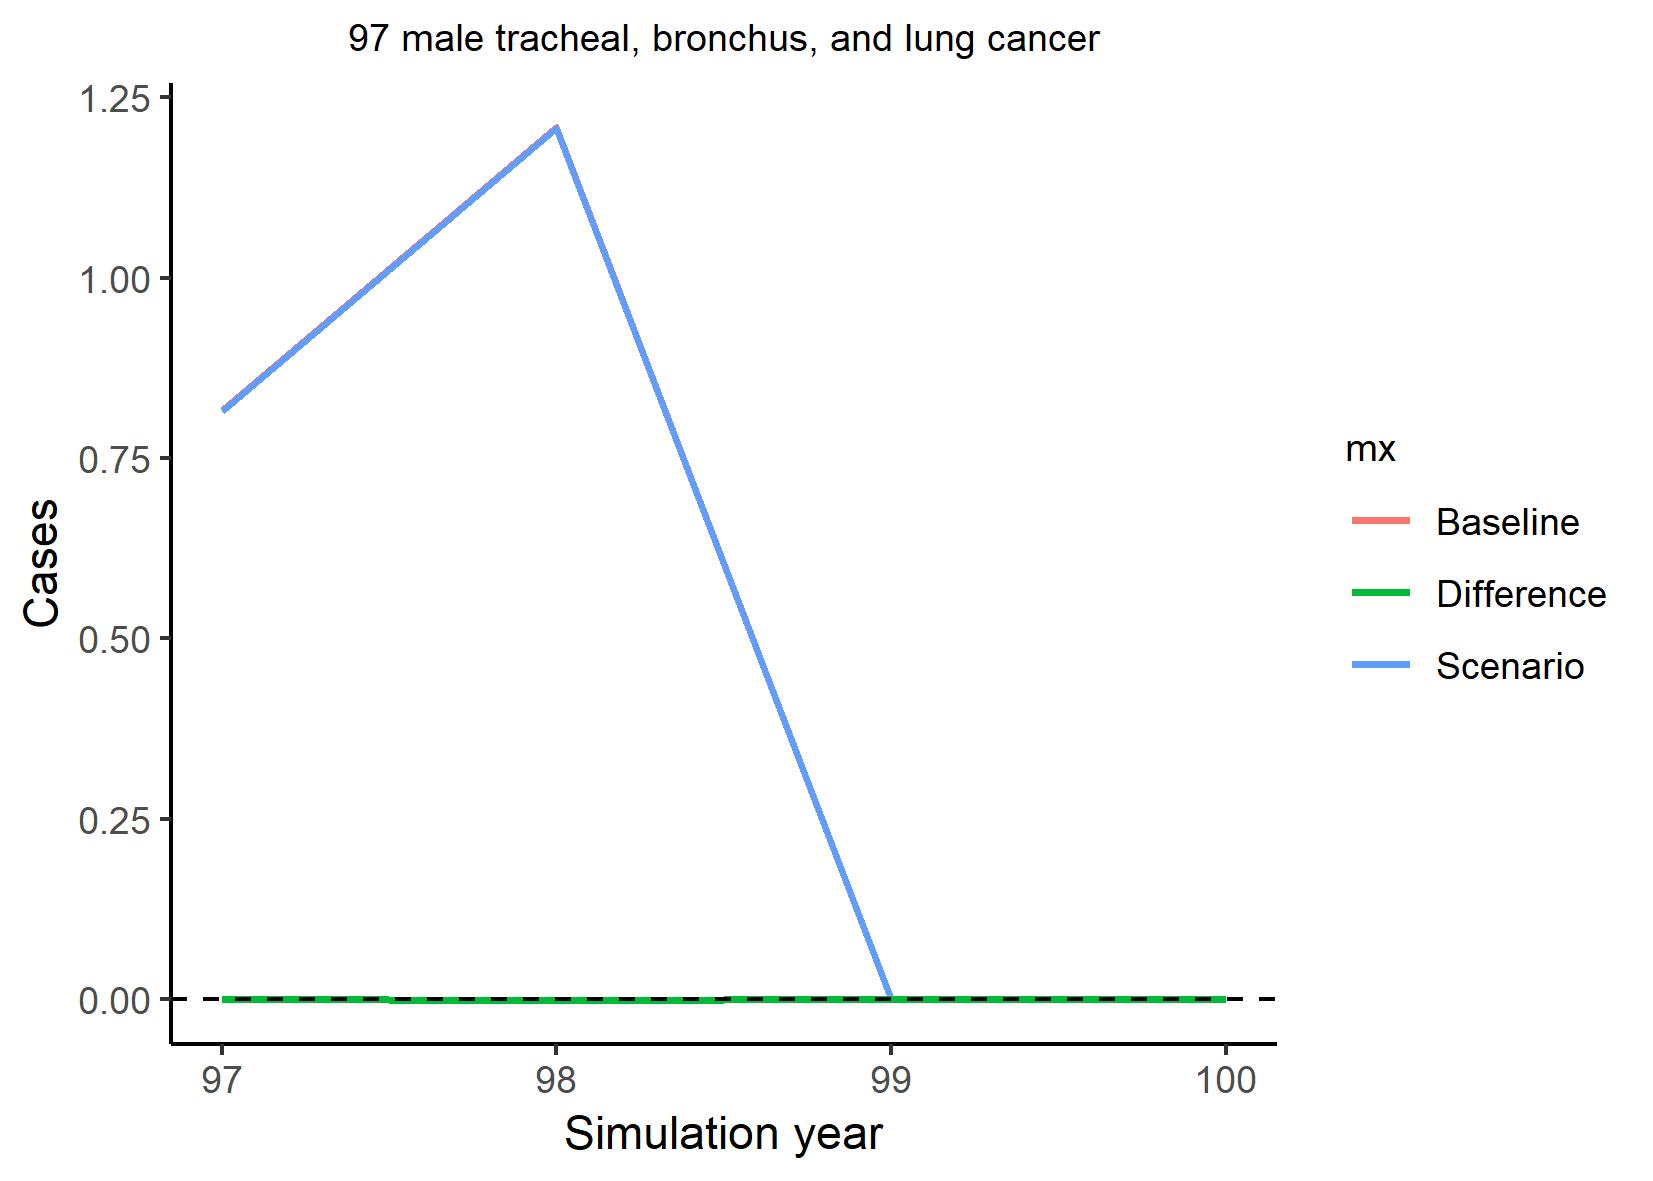 97 male tracheal, bronchus, and lung cancer
1.25
1.00
0.75
0.50
0.25
0.00
Cases
97 98 99 100
Simulation year
mx
Baseline
Difference
Scenario